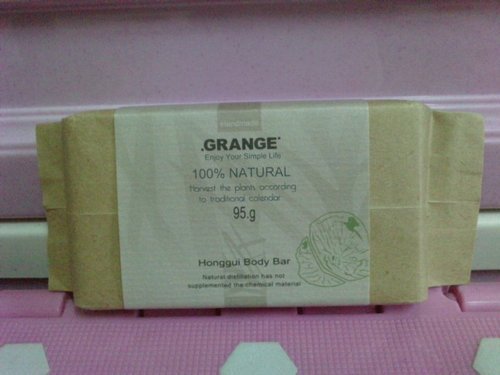 Handmade
.GRANGE.
Enjoy Your Simple Life
100% NATURAL
Harvest the plants according
to traditional calendar
95.g
Honggui Body Bar
Natural distillation has not
supplemented the chemical material